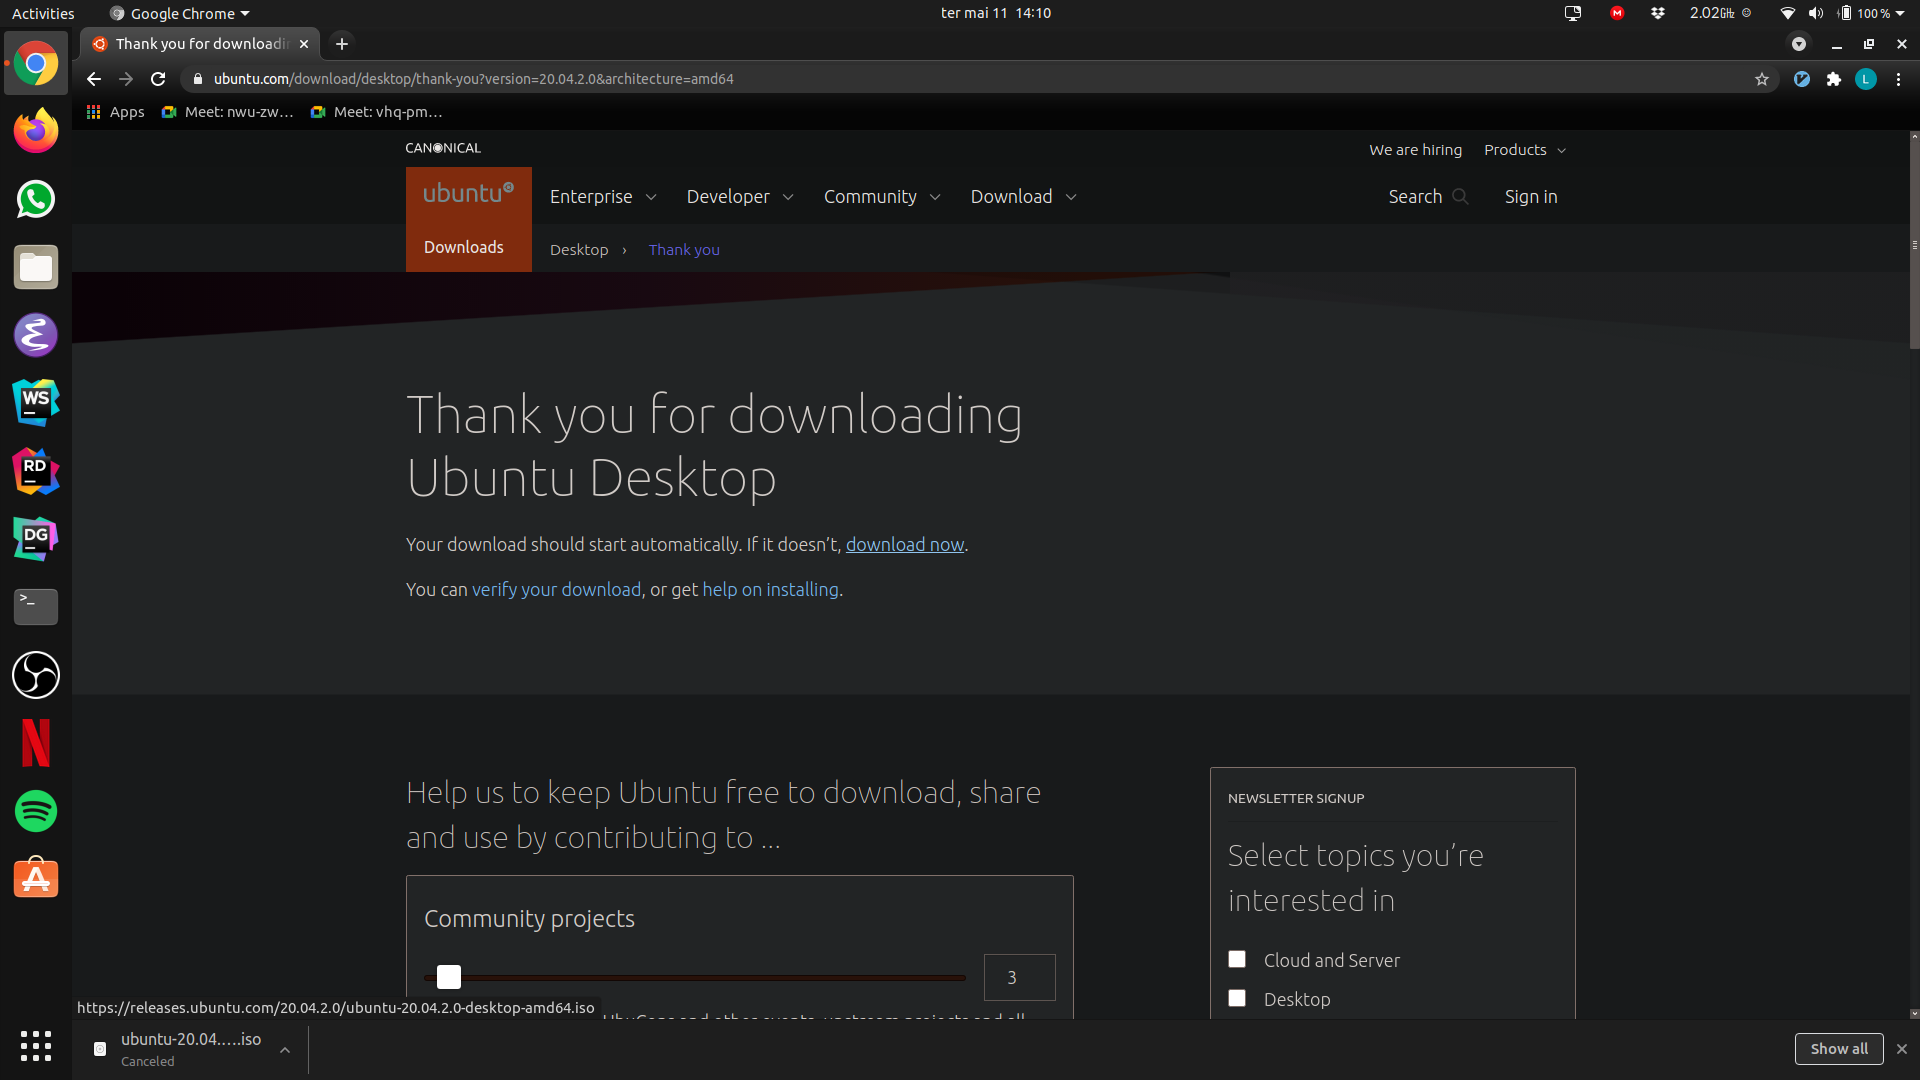 Activities
Google Chrome
ter mai 11 14:10
2.02GHz
100 %
Thank you for downloadin
ubuntu.com/download/desktop/thank-you?version=20.04.2.0&architecture=amd64
L
Apps
Meet: nwu-zw…
Meet: vhq-pm…
CANONICAL
We are hiring
Products
ubuntu
Enterprise
Developer
Community
Download
Search
Sign in
Downloads
Desktop ›
Thank you
WS
RD
DG
>_
Thank you for downloading
Ubuntu Desktop
Your download should start automatically. If it doesn’t, download now.
You can verify your download, or get help on installing.
Help us to keep Ubuntu free to download, share
and use by contributing to ...
Community projects
3
NEWSLETTER SIGNUP
Select topics you’re
interested in
Cloud and Server
Desktop
https://releases.ubuntu.com/20.04.2.0/ubuntu-20.04.2.0-desktop-amd64.iso
ubuntu-20.04.….iso
Canceled
Show all